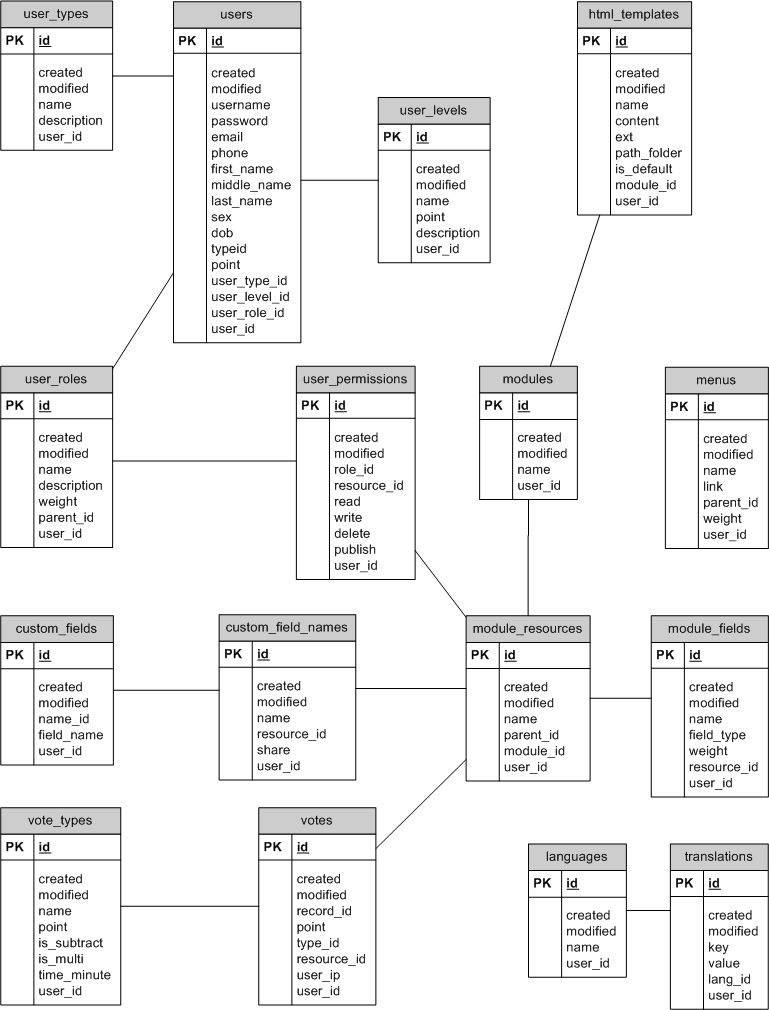 user_types
PK id
created
modified
name
description
user_id
users
PK id
created
modified
username
password
email
phone
first_name
middle_name
last_name
sex
dob
typeid
point
user_type_id
user_level_id
user_role_id
user_id
user_levels
PK id
created
modified
name
point
description
user_id
html_templates
PK id
created
modified
name
content
ext
path_folder
is_default
module_id
user_id
user_roles
PK id
created
modified
name
description
weight
parent_id
user_id
user_permissions
PK id
created
modified
role_id
resource_id
read
write
delete
publish
user_id
modules
PK id
created
modified
name
user_id
menus
PK id
created
modified
name
link
parent_id
weight
user_id
custom_fields
PK id
created
modified
name_id
field_name
user_id
custom_field_names
PK id
created
modified
name
resource_id
share
user_id
module_resources
PK id
created
modified
name
parent_id
module_id
user_id
module_fields
PK id
created
modified
name
field_type
weight
resource_id
user_id
vote_types
PK id
created
modified
name
point
is_subtract
is_multi
time_minute
user_id
votes
PK id
created
modified
record_id
point
type_id
resource_id
user_ip
user_id
languages
PK id
created
modified
name
user_id
translations
PK id
created
modified
key
value
lang_id
user_id